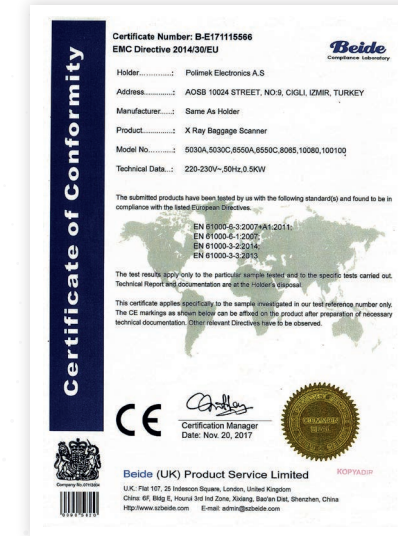 Certificate of Conformity
Certificate Number: B-E171115566
EMC Directive 2014/30/EU
Beide
Compliance Laboratory
Holder..............: Polimek Electronics A.S
Address.............: AOSB 10024 STREET, NO:9, CIGLI, IZMIR, TURKEY
Manufacturer......: Same As Holder
Product.............: X Ray Baggage Scanner
Model No..........: 5030A,5030C,6550A,6550C,8065,10080,100100
Technical Data...: 220-230V~,50Hz,0.5KW
The submitted products have been tested by us with the following standard(s) and found to be in
compliance with the listed European Directives.
EN 61000-6-3:2007+A1:2011;
EN 61000-6-1:2007;
EN 61000-3-2:2014;
EN 61000-3-3:2013
The test results apply only to the particular sample tested and to the specific tests carried out.
Technical Report and documentation are at the Holder's disposal.
This certificate applies specifically to the sample investigated in our test reference number only.
The CE markings as shown below can be affixed on the product after preparation of necessary
technical documentation. Other relevant Directives have to be observed.
CE
Certification Manager
Date: Nov. 20, 2017
Beide (UK) Product Service Limited
KOPYADIR
U.K.: Flat 107, 25 Indescon Square, London, United Kingdom
China: 6F, Bldg E, Hourui 3rd Ind Zone, Xixiang, Bao'an Dist, Shenzhen, China
Http://www.szbeide.com E-mail: admin@szbeide.com